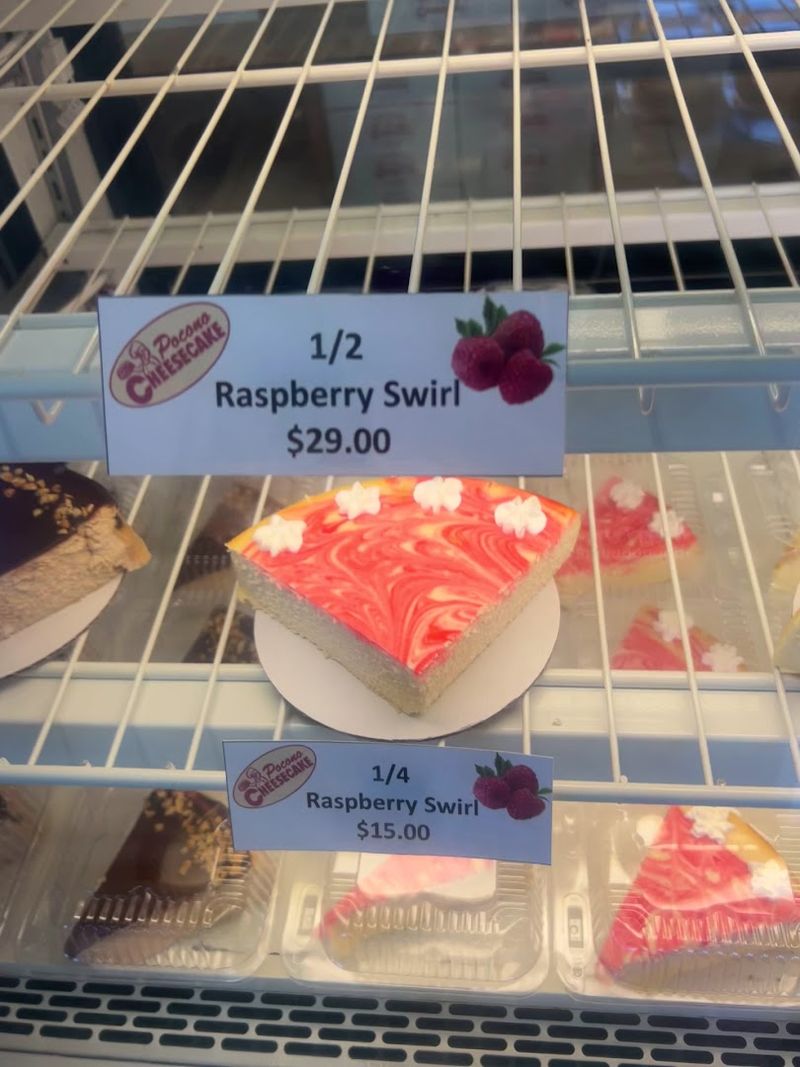 Pocono
CHEESECAKE
1/2
Raspberry Swirl
$29.00
Pocono
CHEESECAKE
1/4
Raspberry Swirl
$15.00